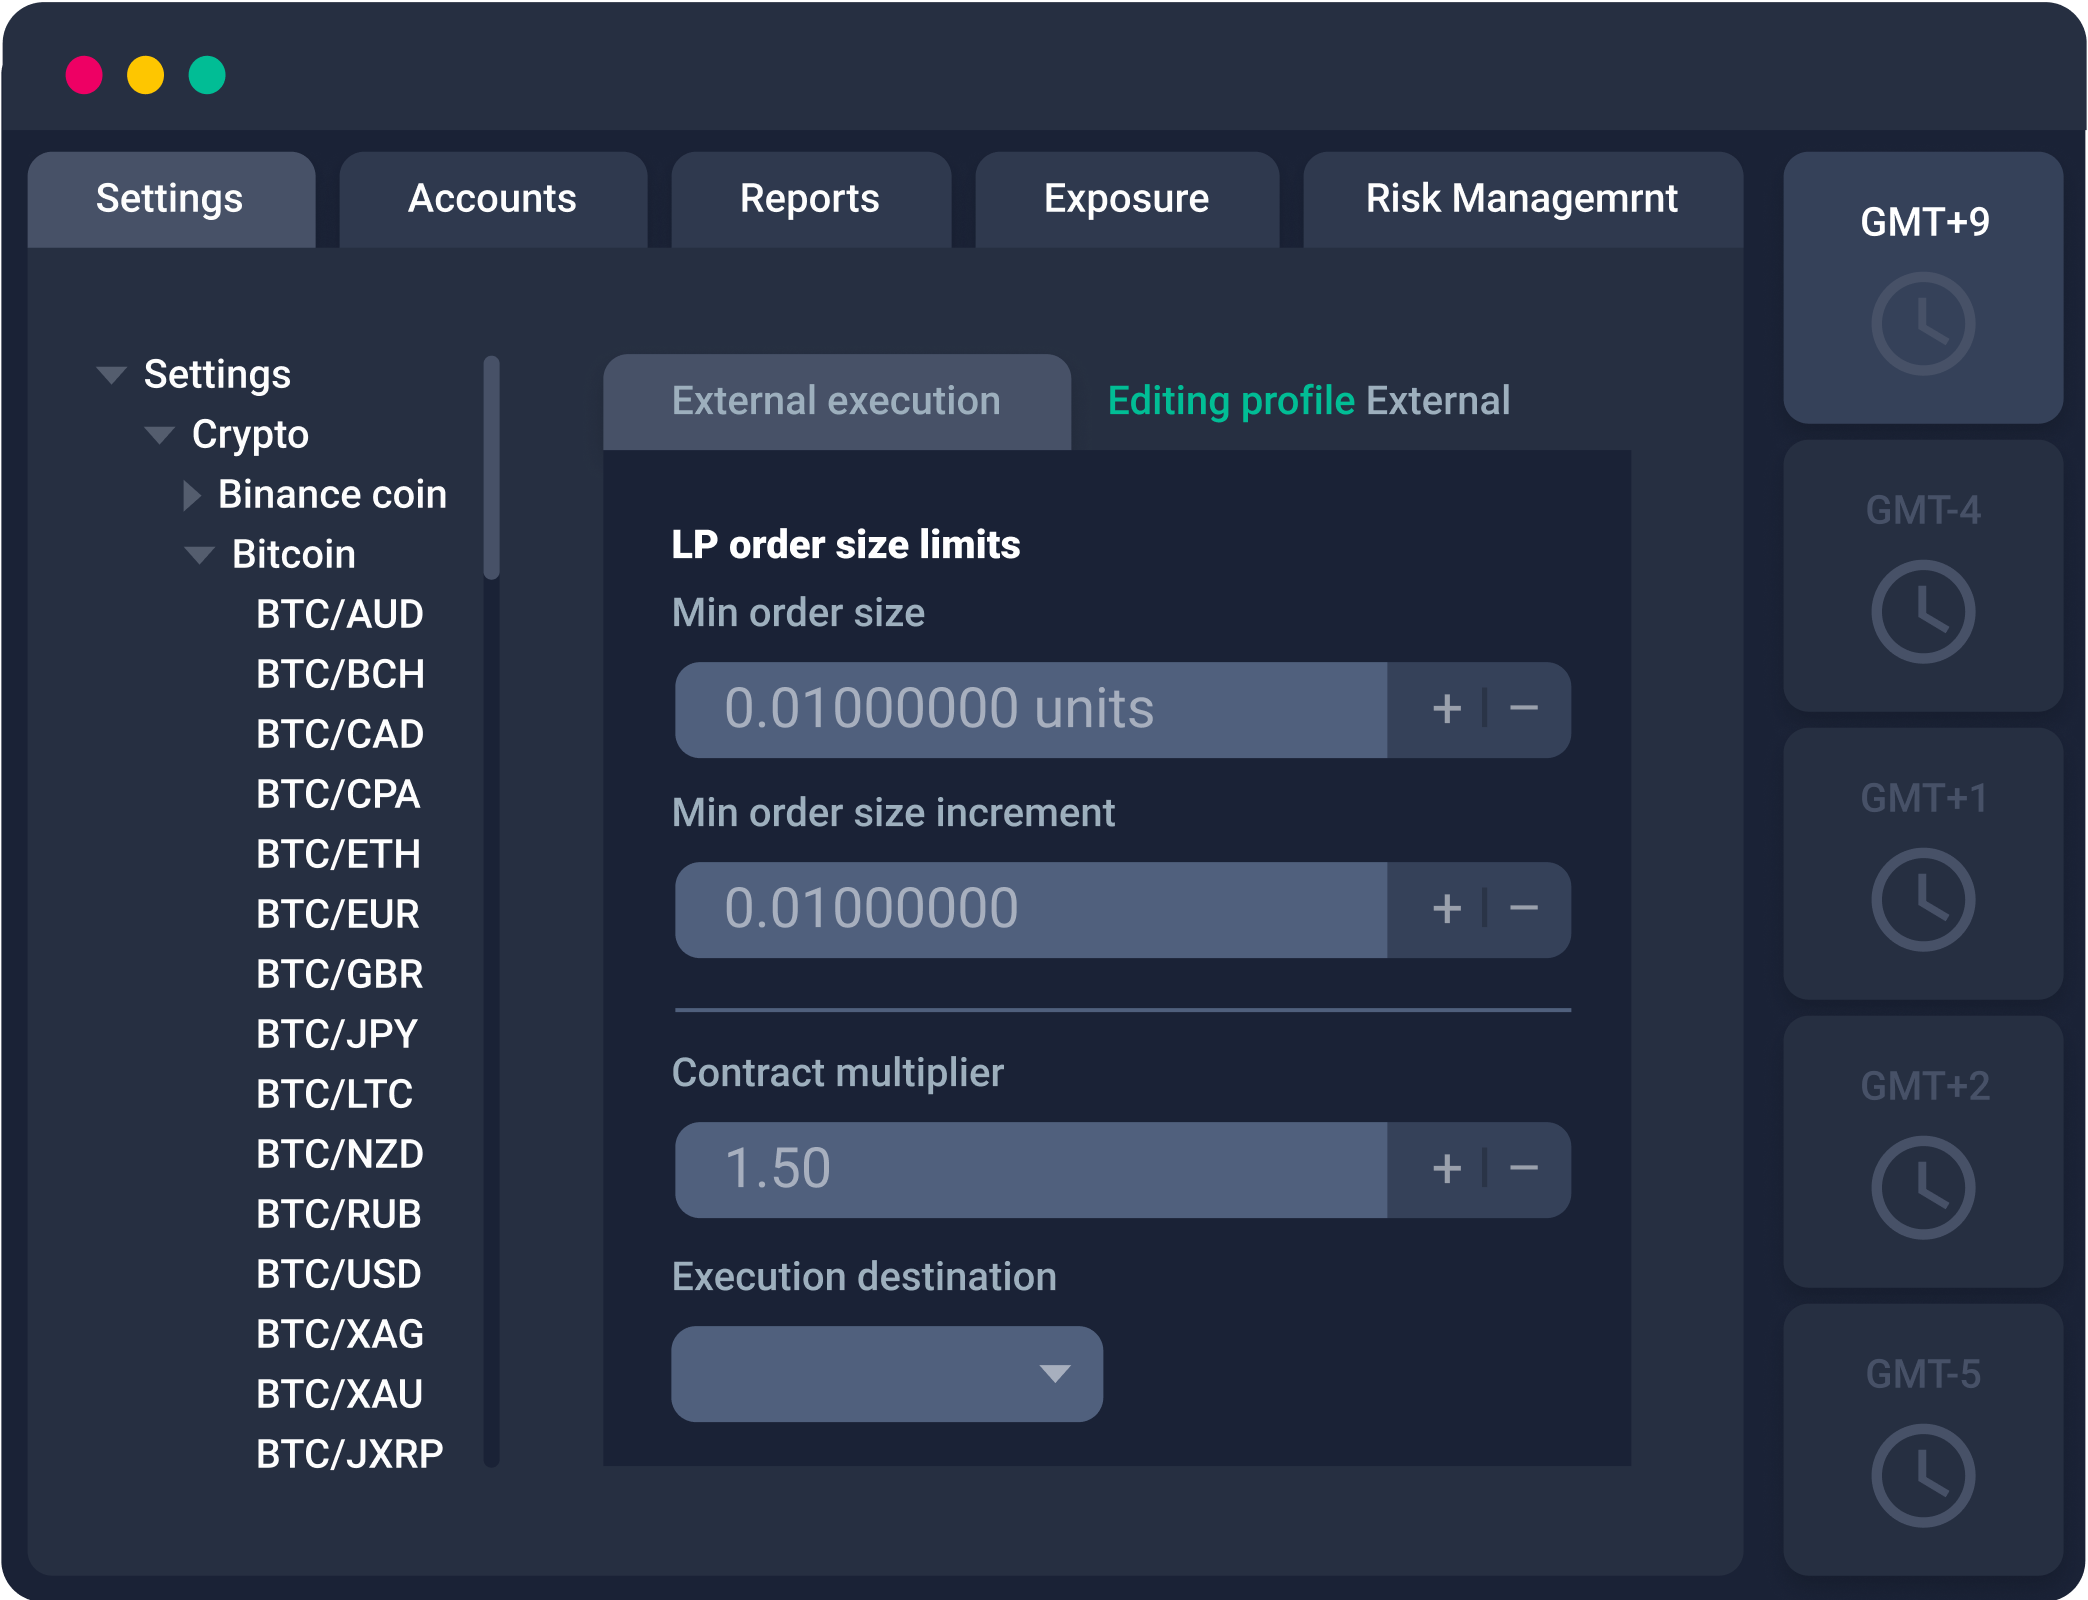 Settings
Accounts
Reports
Exposure
Risk Managemrnt
GMT+9
GMT-4
GMT+1
GMT+2
GMT-5
Settings
Crypto
Binance coin
Bitcoin
BTC/AUD
BTC/BCH
BTC/CAD
BTC/CPA
BTC/ETH
BTC/EUR
BTC/GBR
BTC/JPY
BTC/LTC
BTC/NZD
BTC/RUB
BTC/USD
BTC/XAG
BTC/XAU
BTC/JXRP
External execution
Editing profile External
LP order size limits
Min order size
0.01000000 units
+ | −
Min order size increment
0.01000000
+ | −
Contract multiplier
1.50
+ | −
Execution destination